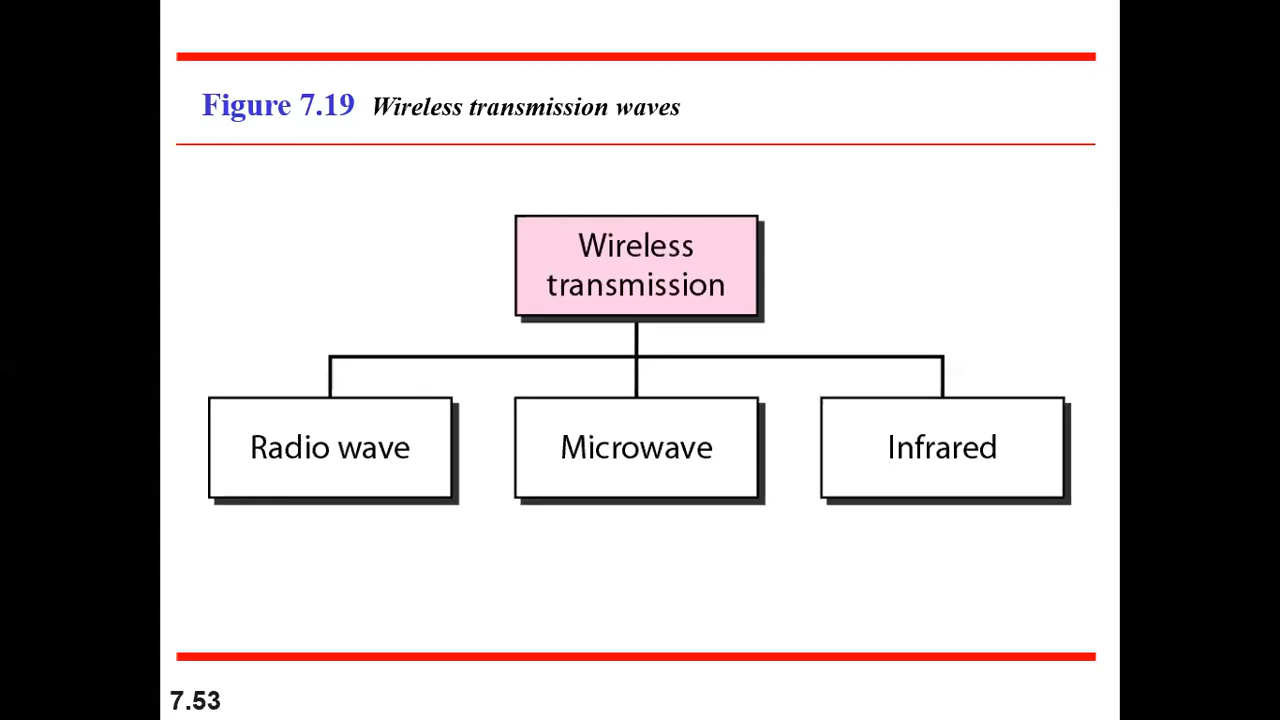 Figure 7.19 Wireless transmission waves
Wireless
transmission
Radio wave
Microwave
Infrared
7.53